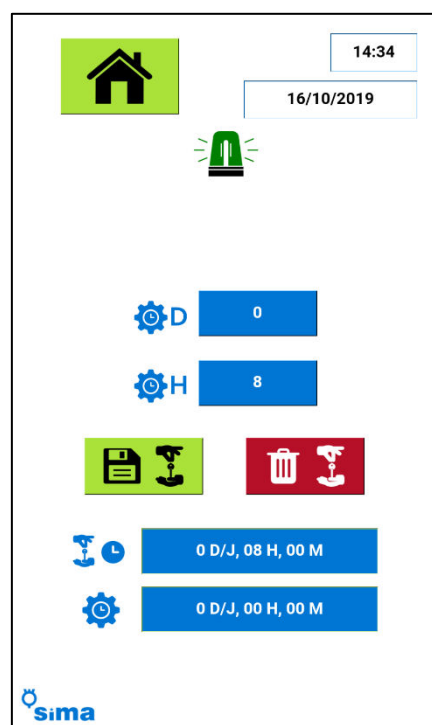 14:34
16/10/2019
D 0
H 8
0 D/J, 08 H, 00 M
0 D/J, 00 H, 00 M
sima